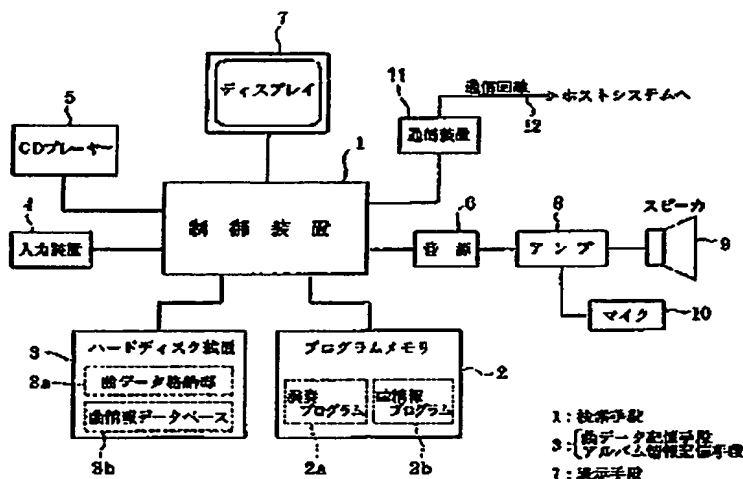 7
ディスプレイ
5
CDプレーヤー
11
通信回線
ホストシステムへ
12
通信装置
1
制御装置
4
入力装置
6
音源
8
アンプ
スピーカ
9
マイク
10
3
ハードディスク装置
3a
曲データ格納部
曲情報データベース
3b
プログラムメモリ
2
演奏プログラム
曲情報プログラム
2a
2b
1:検索手段
3:曲データ記憶手段
アルバム情報記憶手段
7:表示手段